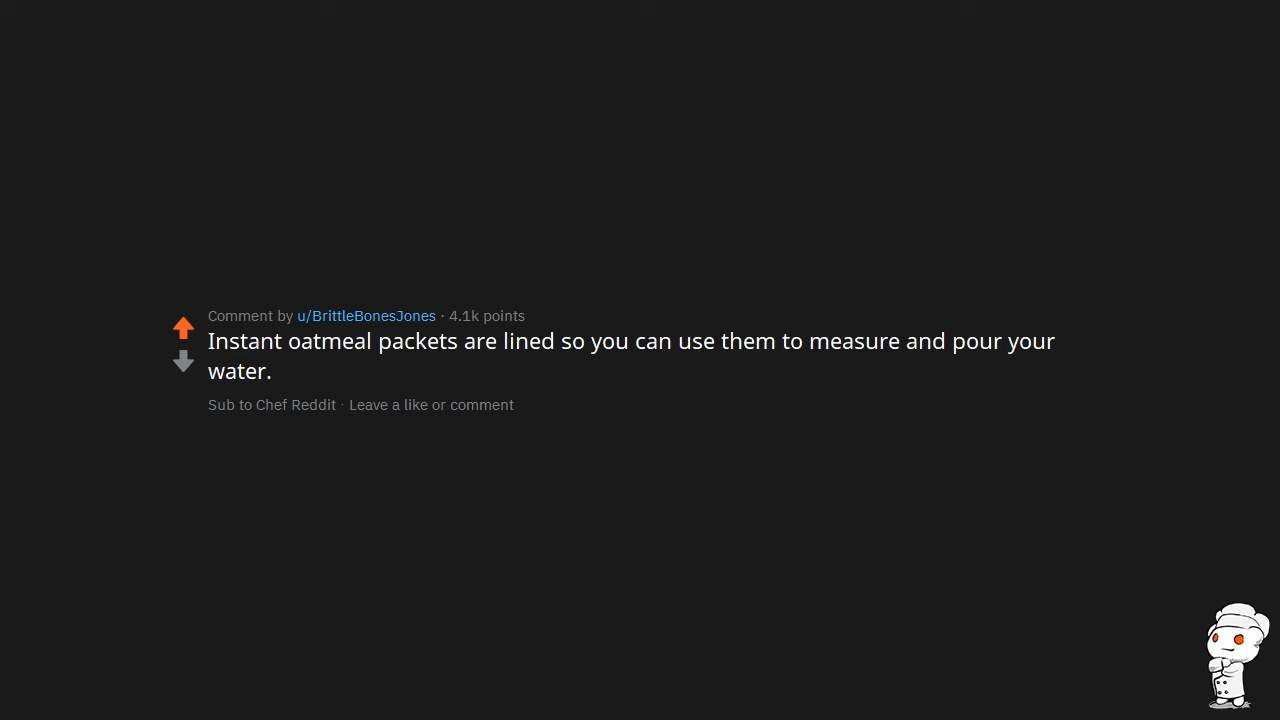 Comment by u/BrittleBonesJones · 4.1k points
Instant oatmeal packets are lined so you can use them to measure and pour your
water.
Sub to Chef Reddit · Leave a like or comment